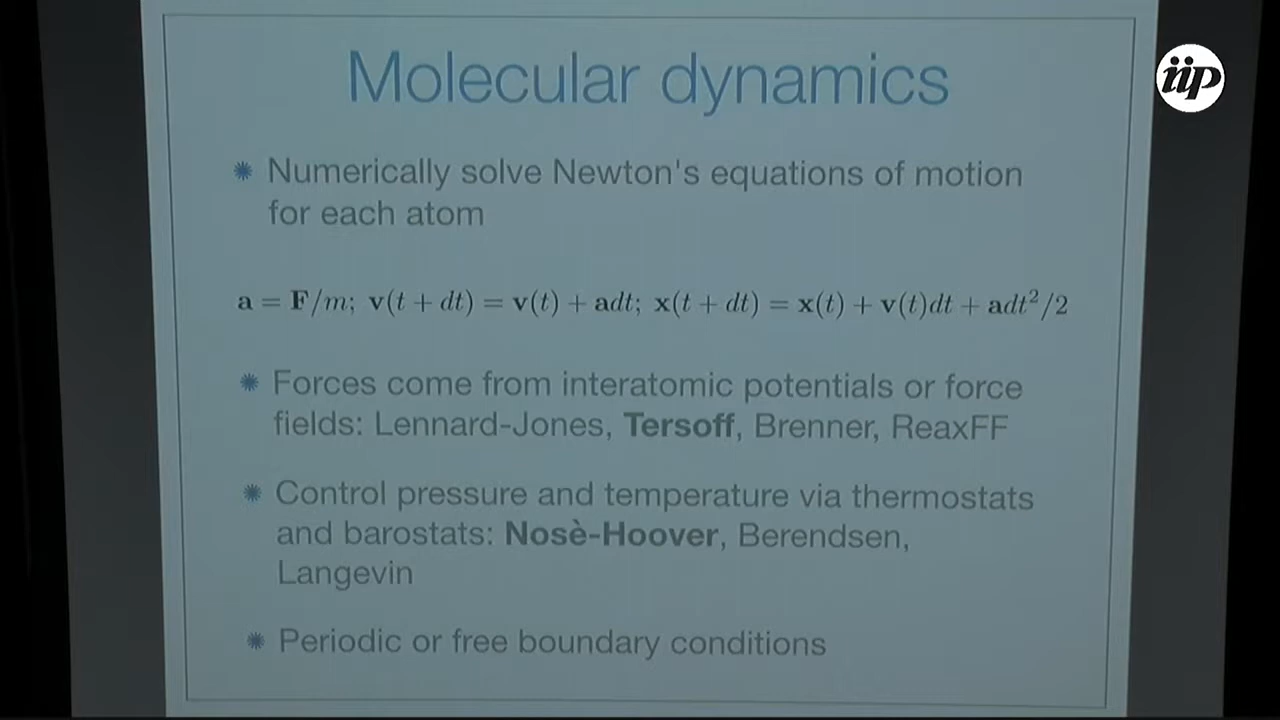 Molecular dynamics
iip
Numerically solve Newton's equations of motion
for each atom
a = F/m; v(t + dt) = v(t) + adt; x(t + dt) = x(t) + v(t)dt + adt²/2
Forces come from interatomic potentials or force
fields: Lennard-Jones, Tersoff, Brenner, ReaxFF
Control pressure and temperature via thermostats
and barostats: Nosè-Hoover, Berendsen,
Langevin
Periodic or free boundary conditions